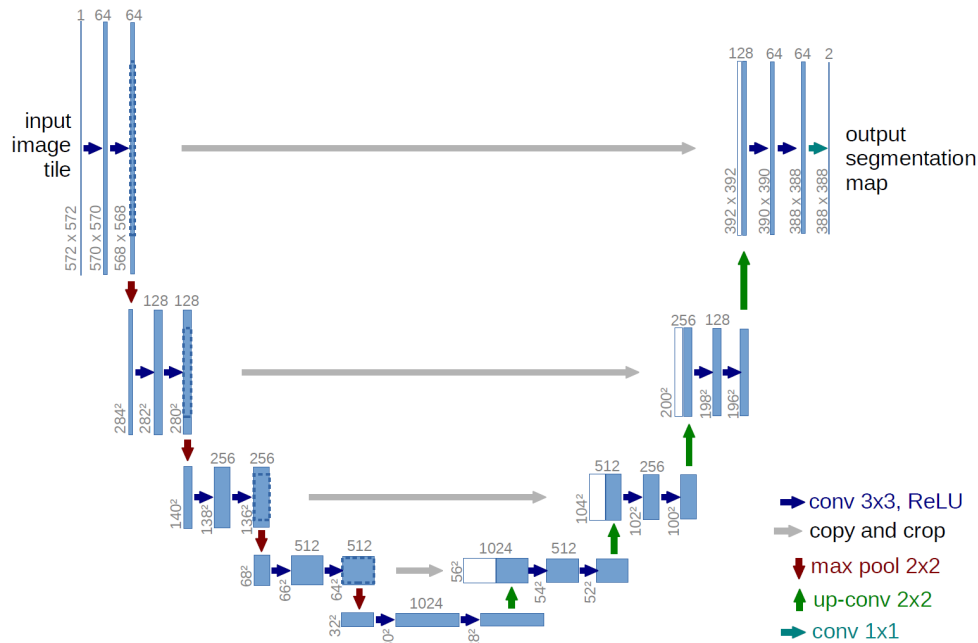 1 64 64
128 64 64 2
input
image
tile
output
segmentation
map
572 x 572
570 x 570
568 x 568
392 x 392
390 x 390
388 x 388
388 x 388
128 128
256 128
284²
282²
280²
200²
198²
196²
256 256
512 256
140²
138²
136²
104²
102²
100²
512 512
1024 512
68²
66²
64²
56²
54²
52²
1024
32²
0²
8²
conv 3x3, ReLU
copy and crop
max pool 2x2
up-conv 2x2
conv 1x1